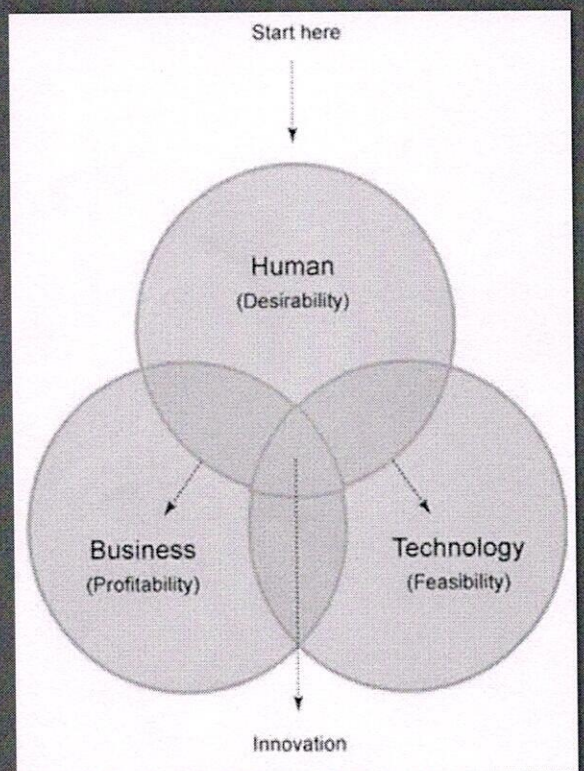 Start here
Human
(Desirability)
Business
(Profitability)
Technology
(Feasibility)
Innovation